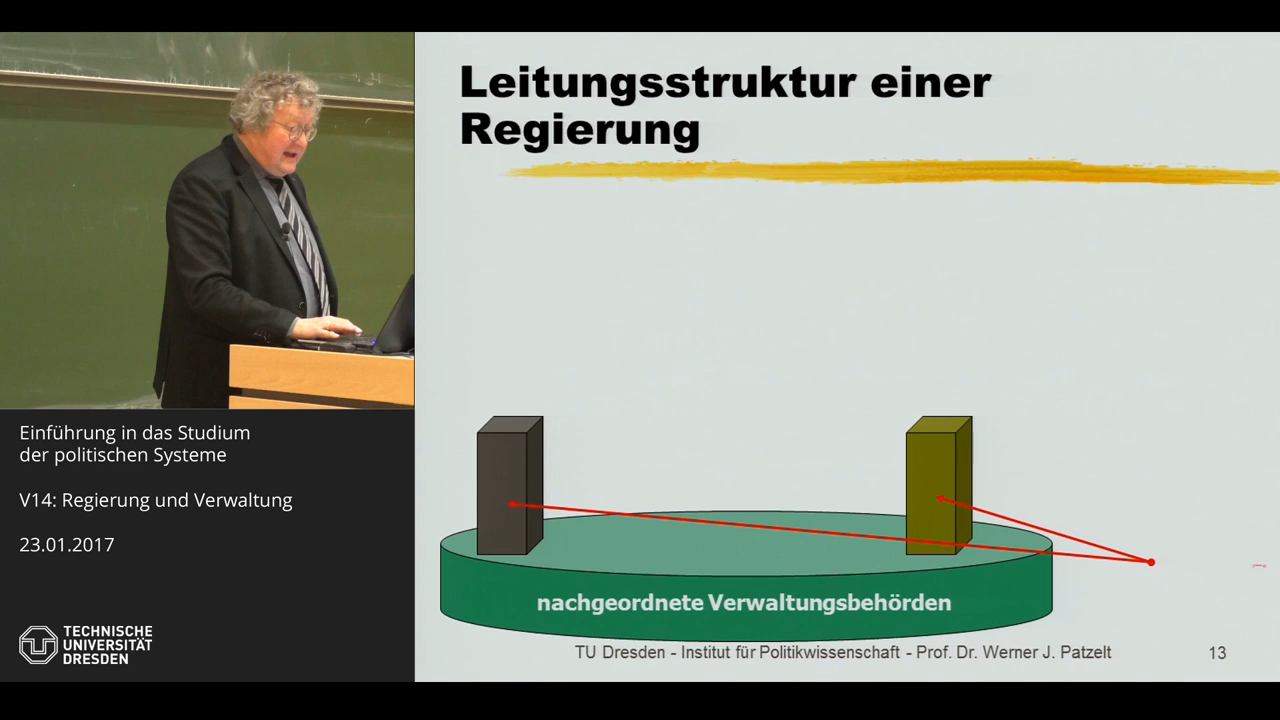 Leitungsstruktur einer
Regierung
nachgeordnete Verwaltungsbehörden
TU Dresden - Institut für Politikwissenschaft - Prof. Dr. Werner J. Patzelt
13
Einführung in das Studium
der politischen Systeme
V14: Regierung und Verwaltung
23.01.2017
TECHNISCHE
UNIVERSITÄT
DRESDEN